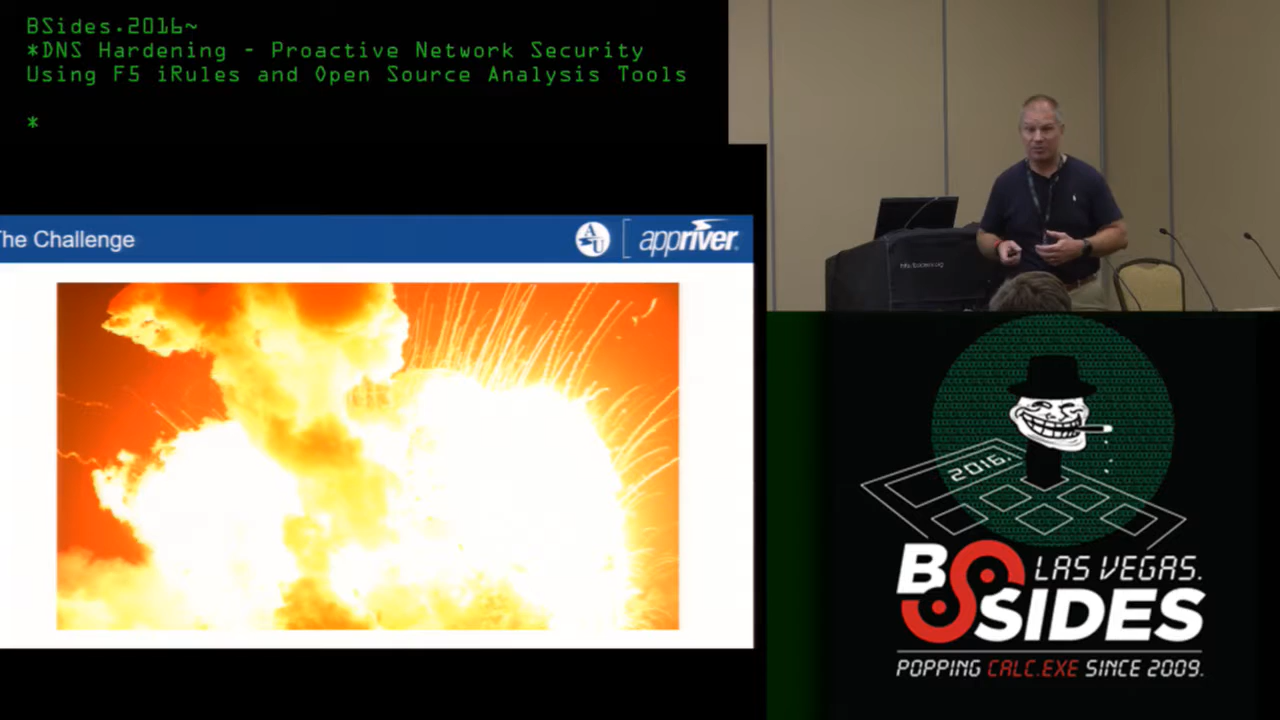 BSides.2016~
*DNS Hardening - Proactive Network Security
Using F5 iRules and Open Source Analysis Tools
*
The Challenge
AU
appriver
2016.
BSIDES
LAS VEGAS.
POPPING CALC.EXE SINCE 2009.